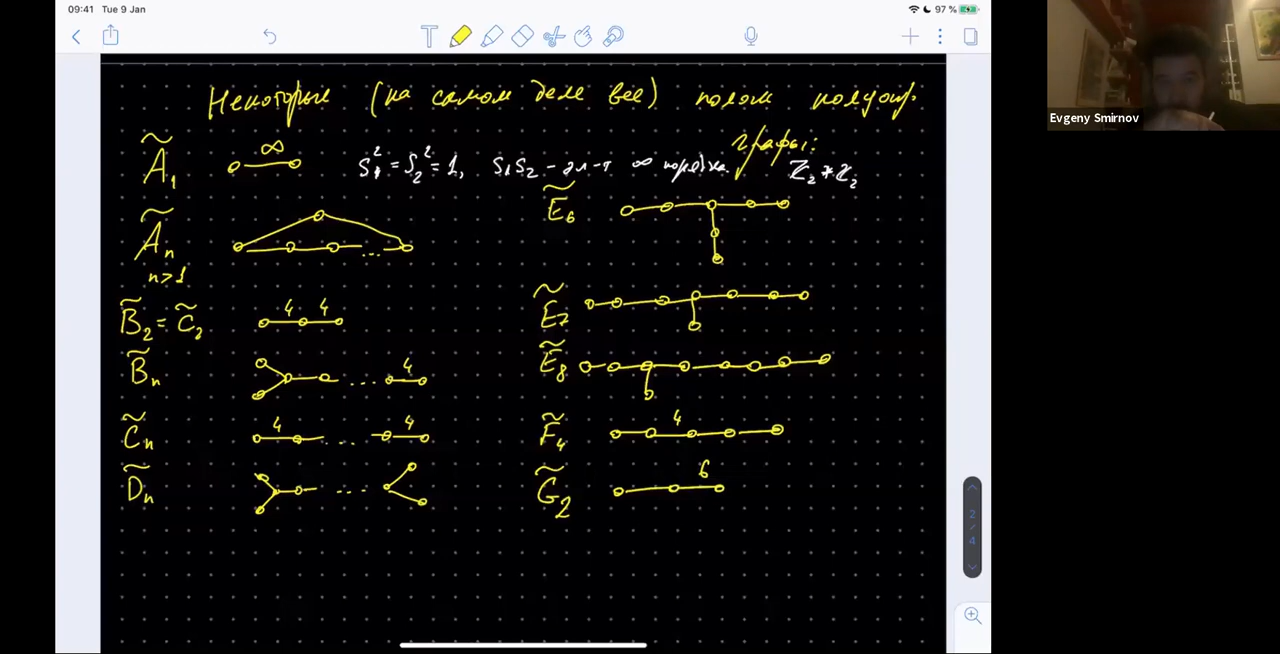 09:41 Tue 9 Jan
97 %
Некоторые (на самом деле все) полож полуопр.
графы:
Ã₁ ∞ S₁² = S₂² = 1, S₁S₂ – эл-т ∞ порядка. ℤ₂ * ℤ₂
Ãₙ
n>1
B̃₂ = C̃₂ 4 4
B̃ₙ 4
C̃ₙ 4 4
D̃ₙ
Ẽ₆
Ẽ₇
Ẽ₈
F̃₄ 4
G̃₂ 6
Evgeny Smirnov
2
/
4